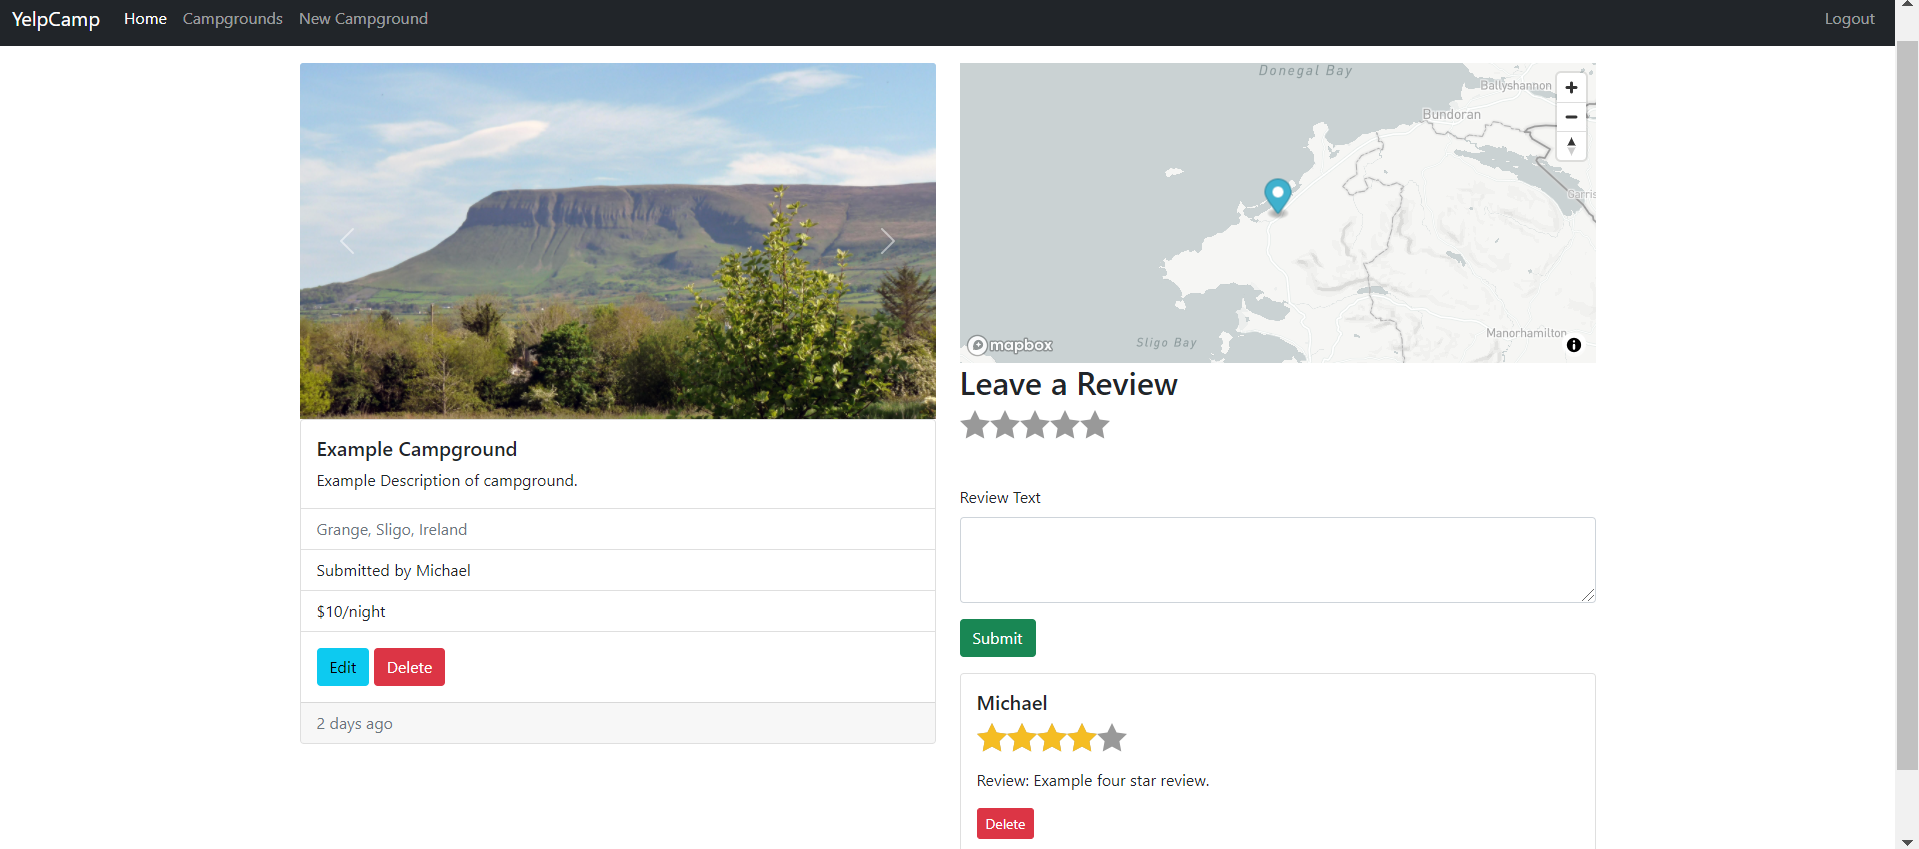 YelpCamp Home Campgrounds New Campground Logout
Example Campground
Example Description of campground.
Grange, Sligo, Ireland
Submitted by Michael
$10/night
Edit Delete
2 days ago
Donegal Bay
Ballyshannon
Bundoran
Garris
Manorhamilton
Sligo Bay
mapbox
Leave a Review
Review Text
Submit
Michael
Review: Example four star review.
Delete